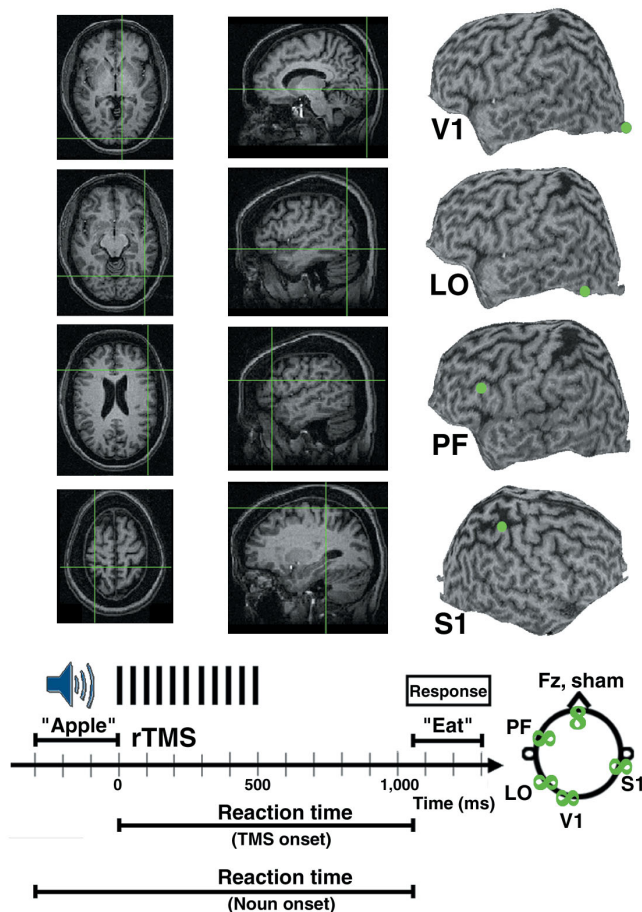 V1
LO
PF
S1
"Apple"
rTMS
Response
"Eat"
0
500
1,000
Time (ms)
Reaction time
(TMS onset)
Reaction time
(Noun onset)
Fz, sham
PF
S1
LO
V1